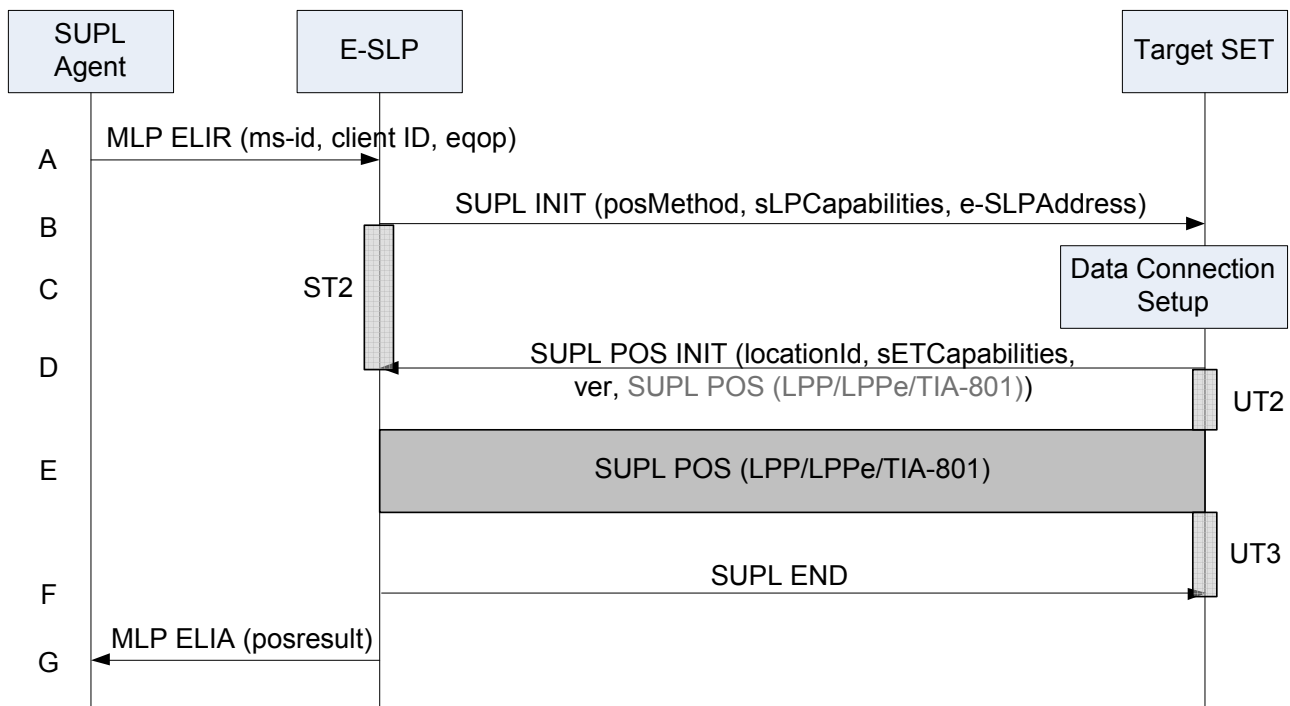 SUPL
Agent
E-SLP
Target SET
MLP ELIR (ms-id, client ID, eqop)
A
SUPL INIT (posMethod, sLPCapabilities, e-SLPAddress)
B
Data Connection
Setup
C
ST2
SUPL POS INIT (locationId, sETCapabilities,
ver, SUPL POS (LPP/LPPe/TIA-801))
D
UT2
SUPL POS (LPP/LPPe/TIA-801)
E
UT3
SUPL END
F
MLP ELIA (posresult)
G